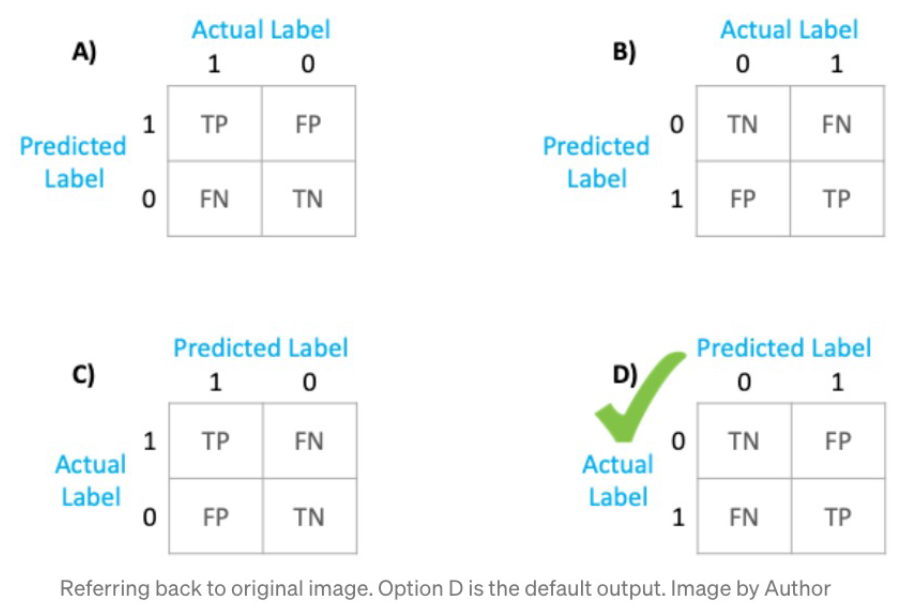 A)
Actual Label
1 0
Predicted
Label
1 TP FP
0 FN TN
B)
Actual Label
0 1
Predicted
Label
0 TN FN
1 FP TP
C)
Predicted Label
1 0
Actual
Label
1 TP FN
0 FP TN
D)
Predicted Label
0 1
Actual
Label
0 TN FP
1 FN TP
Referring back to original image. Option D is the default output. Image by Author